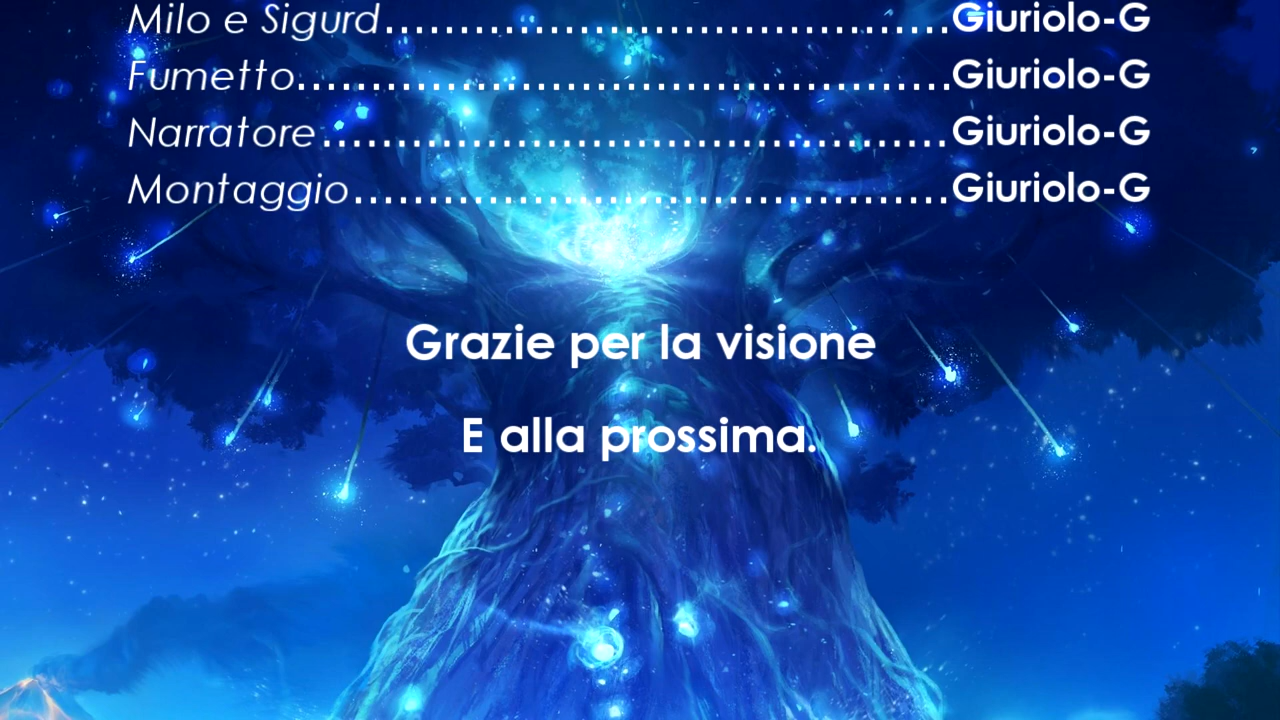 Milo e Sigurd......................................Giuriolo-G
Fumetto............................................Giuriolo-G
Narratore..........................................Giuriolo-G
Montaggio........................................Giuriolo-G
Grazie per la visione
E alla prossima.